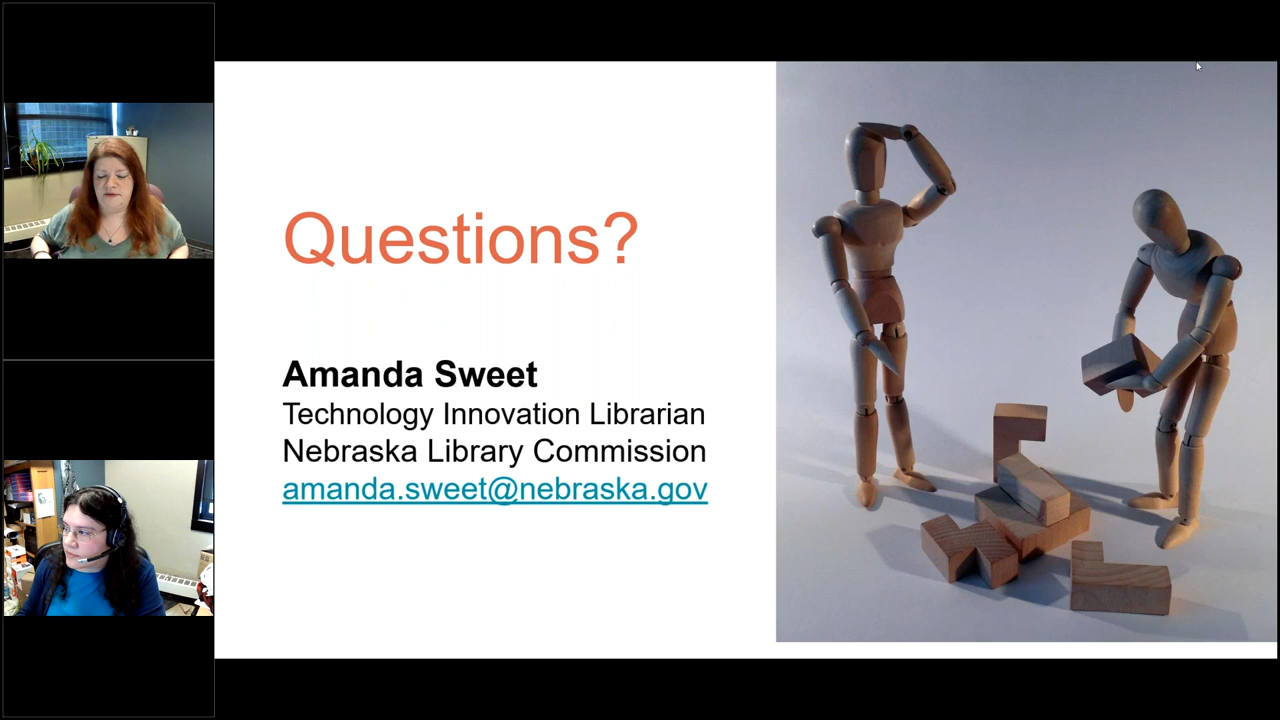 Questions?
Amanda Sweet
Technology Innovation Librarian
Nebraska Library Commission
amanda.sweet@nebraska.gov